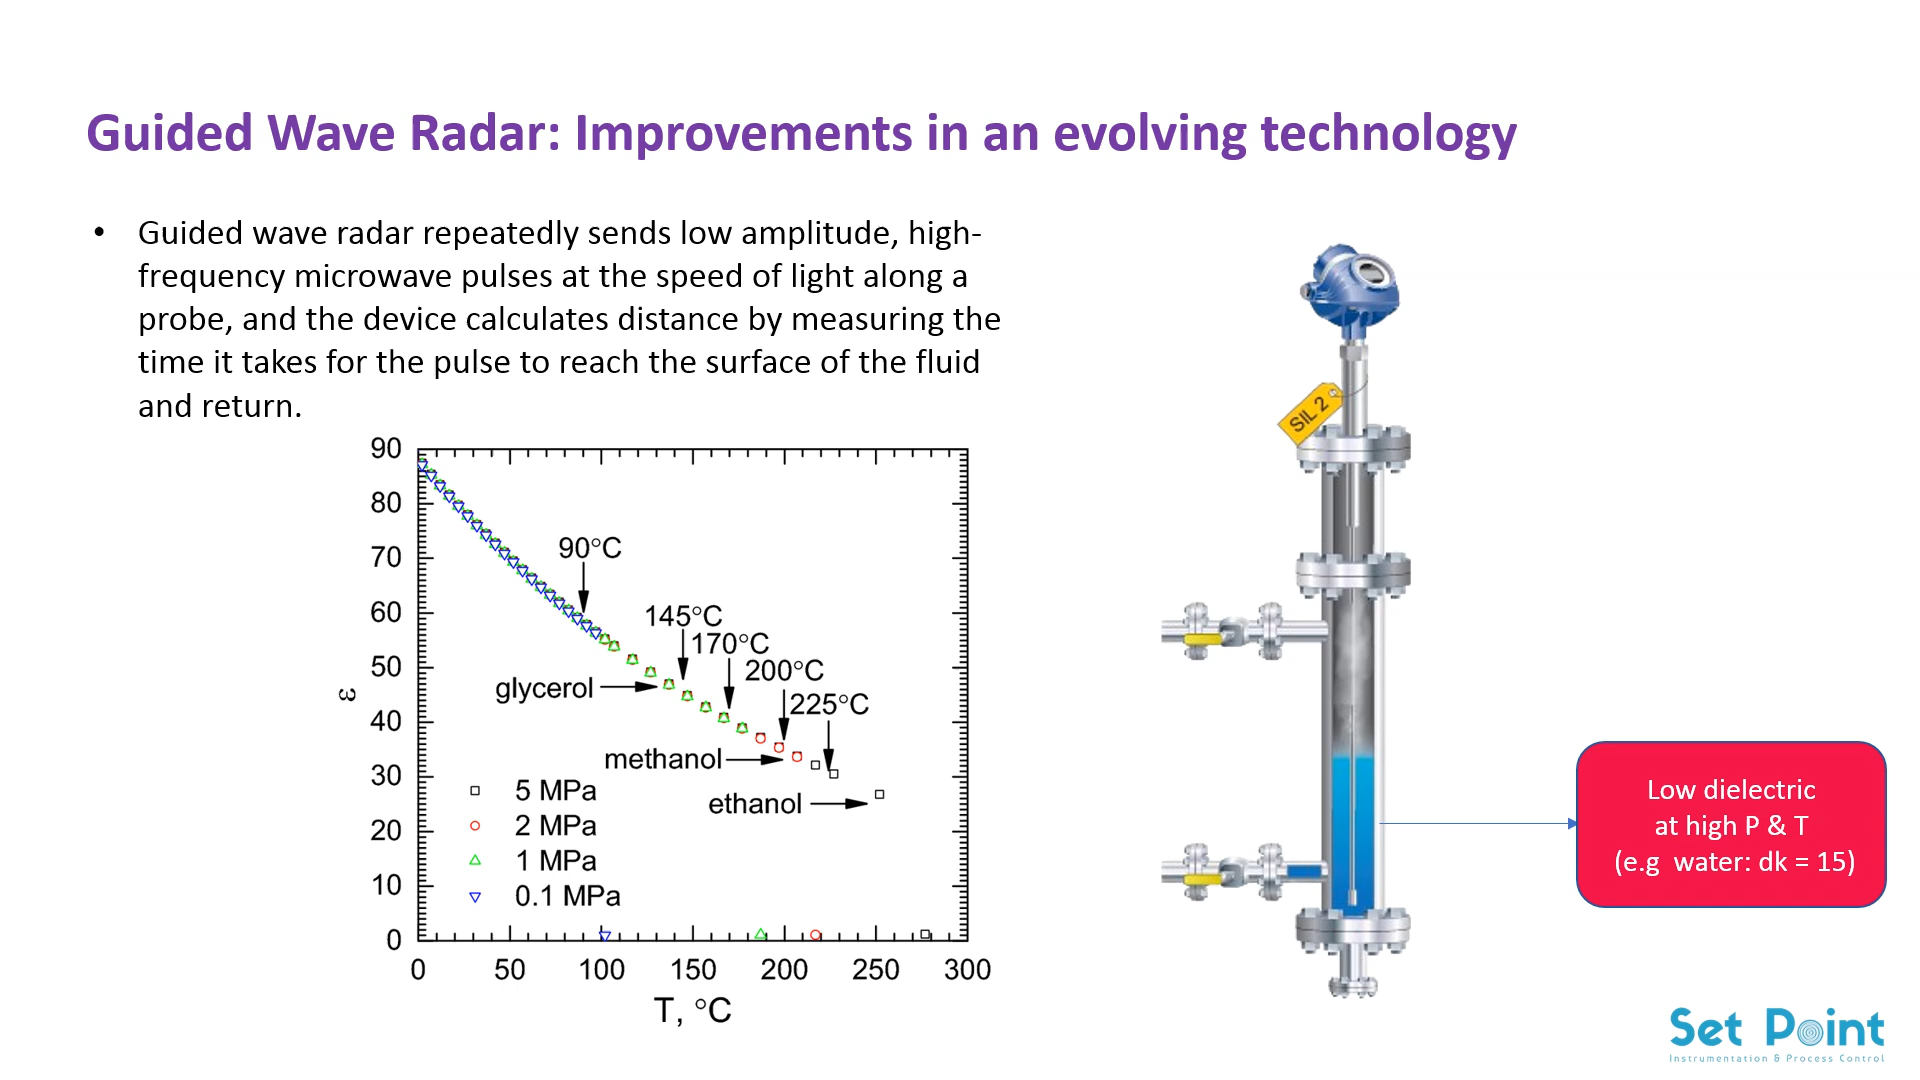 Guided Wave Radar: Improvements in an evolving technology
• Guided wave radar repeatedly sends low amplitude, high-
frequency microwave pulses at the speed of light along a
probe, and the device calculates distance by measuring the
time it takes for the pulse to reach the surface of the fluid
and return.
90
80
70
60
50
40
30
20
10
0
ε
90°C
145°C
170°C
200°C
225°C
glycerol
methanol
ethanol
5 MPa
2 MPa
1 MPa
0.1 MPa
0 50 100 150 200 250 300
T, °C
SIL 2
Low dielectric
at high P & T
(e.g water: dk = 15)
Set Point
Instrumentation & Process Control